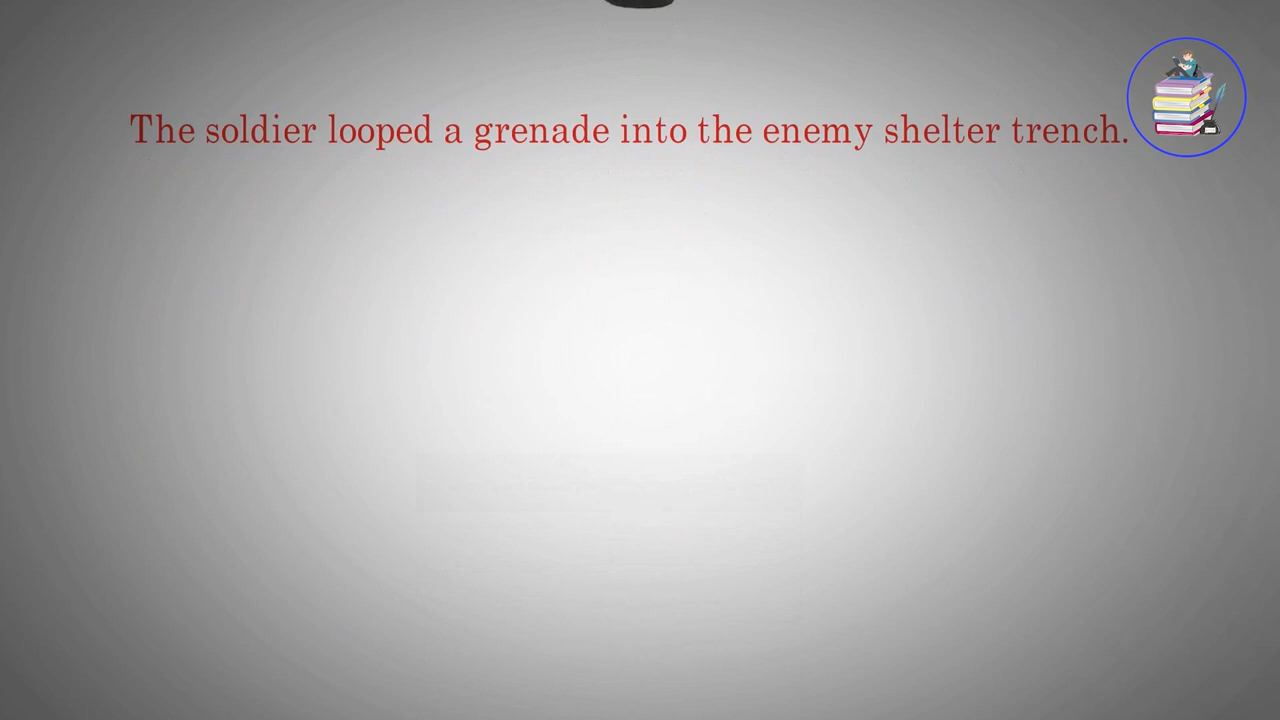 The soldier looped a grenade into the enemy shelter trench.